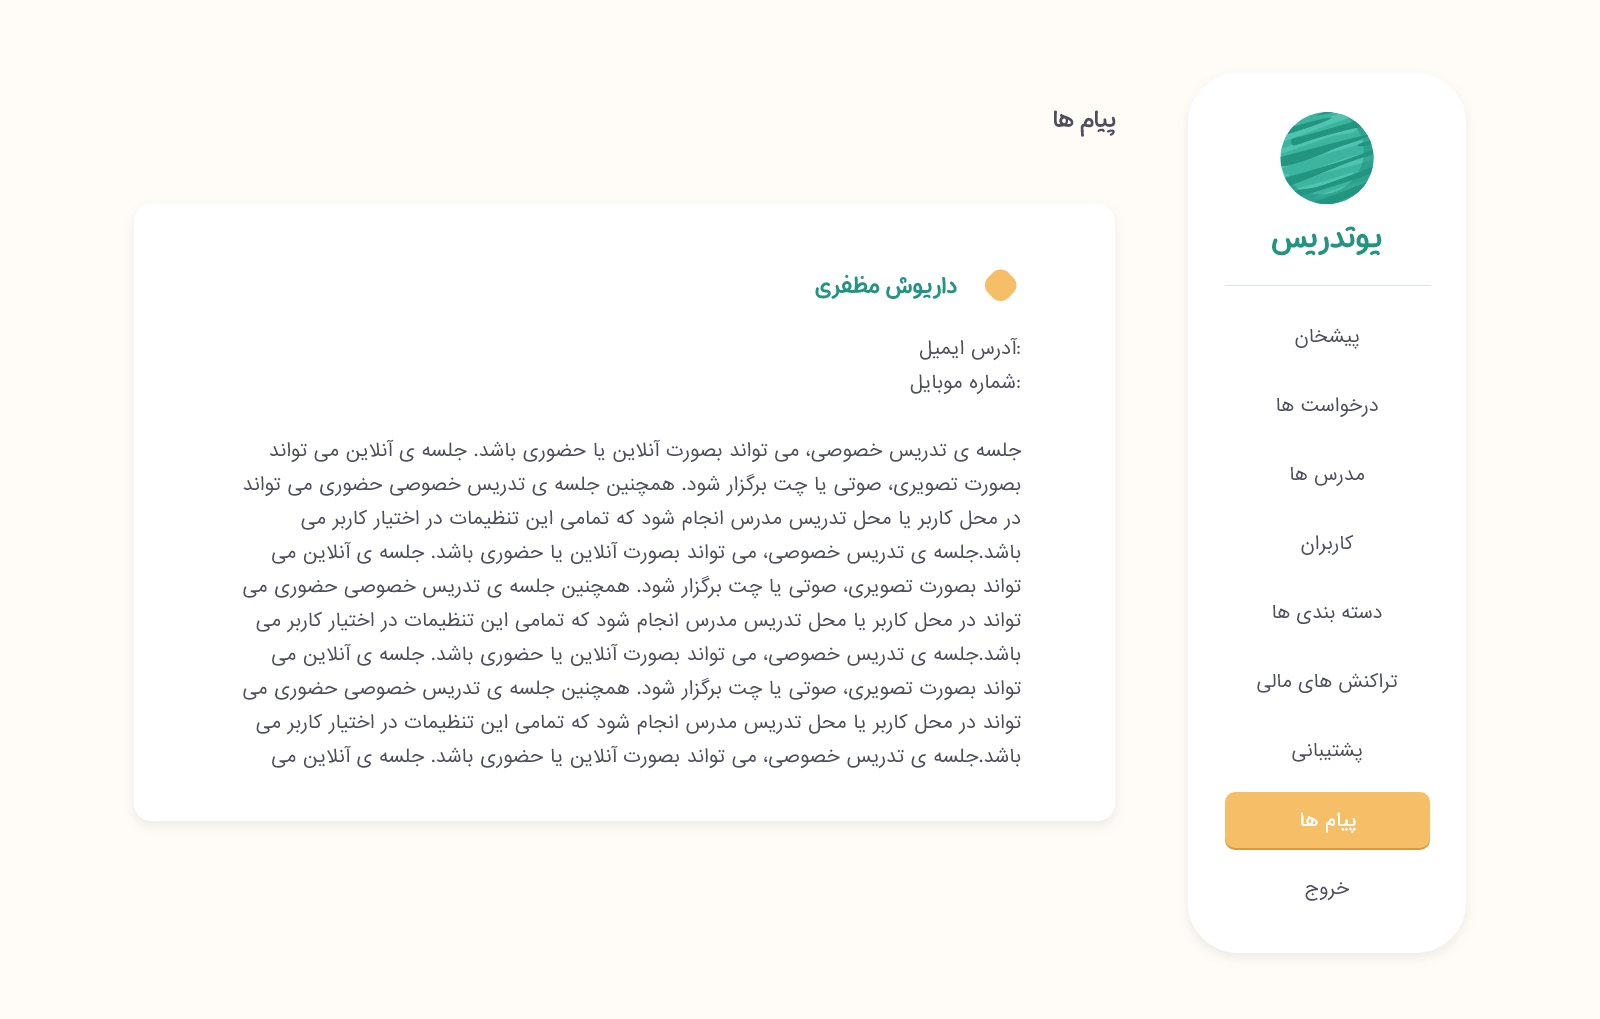 یوتدریس
پیشخان
درخواست ها
مدرس ها
کاربران
دسته بندی ها
تراکنش های مالی
پشتیبانی
پیام ها
خروج
پیام ها
داریوش مظفری
:آدرس ایمیل
:شماره موبایل
جلسه ی تدریس خصوصی، می تواند بصورت آنلاین یا حضوری باشد. جلسه ی آنلاین می تواند
بصورت تصویری، صوتی یا چت برگزار شود. همچنین جلسه ی تدریس خصوصی حضوری می تواند
در محل کاربر یا محل تدریس مدرس انجام شود که تمامی این تنظیمات در اختیار کاربر می
باشد.جلسه ی تدریس خصوصی، می تواند بصورت آنلاین یا حضوری باشد. جلسه ی آنلاین می
تواند بصورت تصویری، صوتی یا چت برگزار شود. همچنین جلسه ی تدریس خصوصی حضوری می
تواند در محل کاربر یا محل تدریس مدرس انجام شود که تمامی این تنظیمات در اختیار کاربر می
باشد.جلسه ی تدریس خصوصی، می تواند بصورت آنلاین یا حضوری باشد. جلسه ی آنلاین می
تواند بصورت تصویری، صوتی یا چت برگزار شود. همچنین جلسه ی تدریس خصوصی حضوری می
تواند در محل کاربر یا محل تدریس مدرس انجام شود که تمامی این تنظیمات در اختیار کاربر می
باشد.جلسه ی تدریس خصوصی، می تواند بصورت آنلاین یا حضوری باشد. جلسه ی آنلاین می